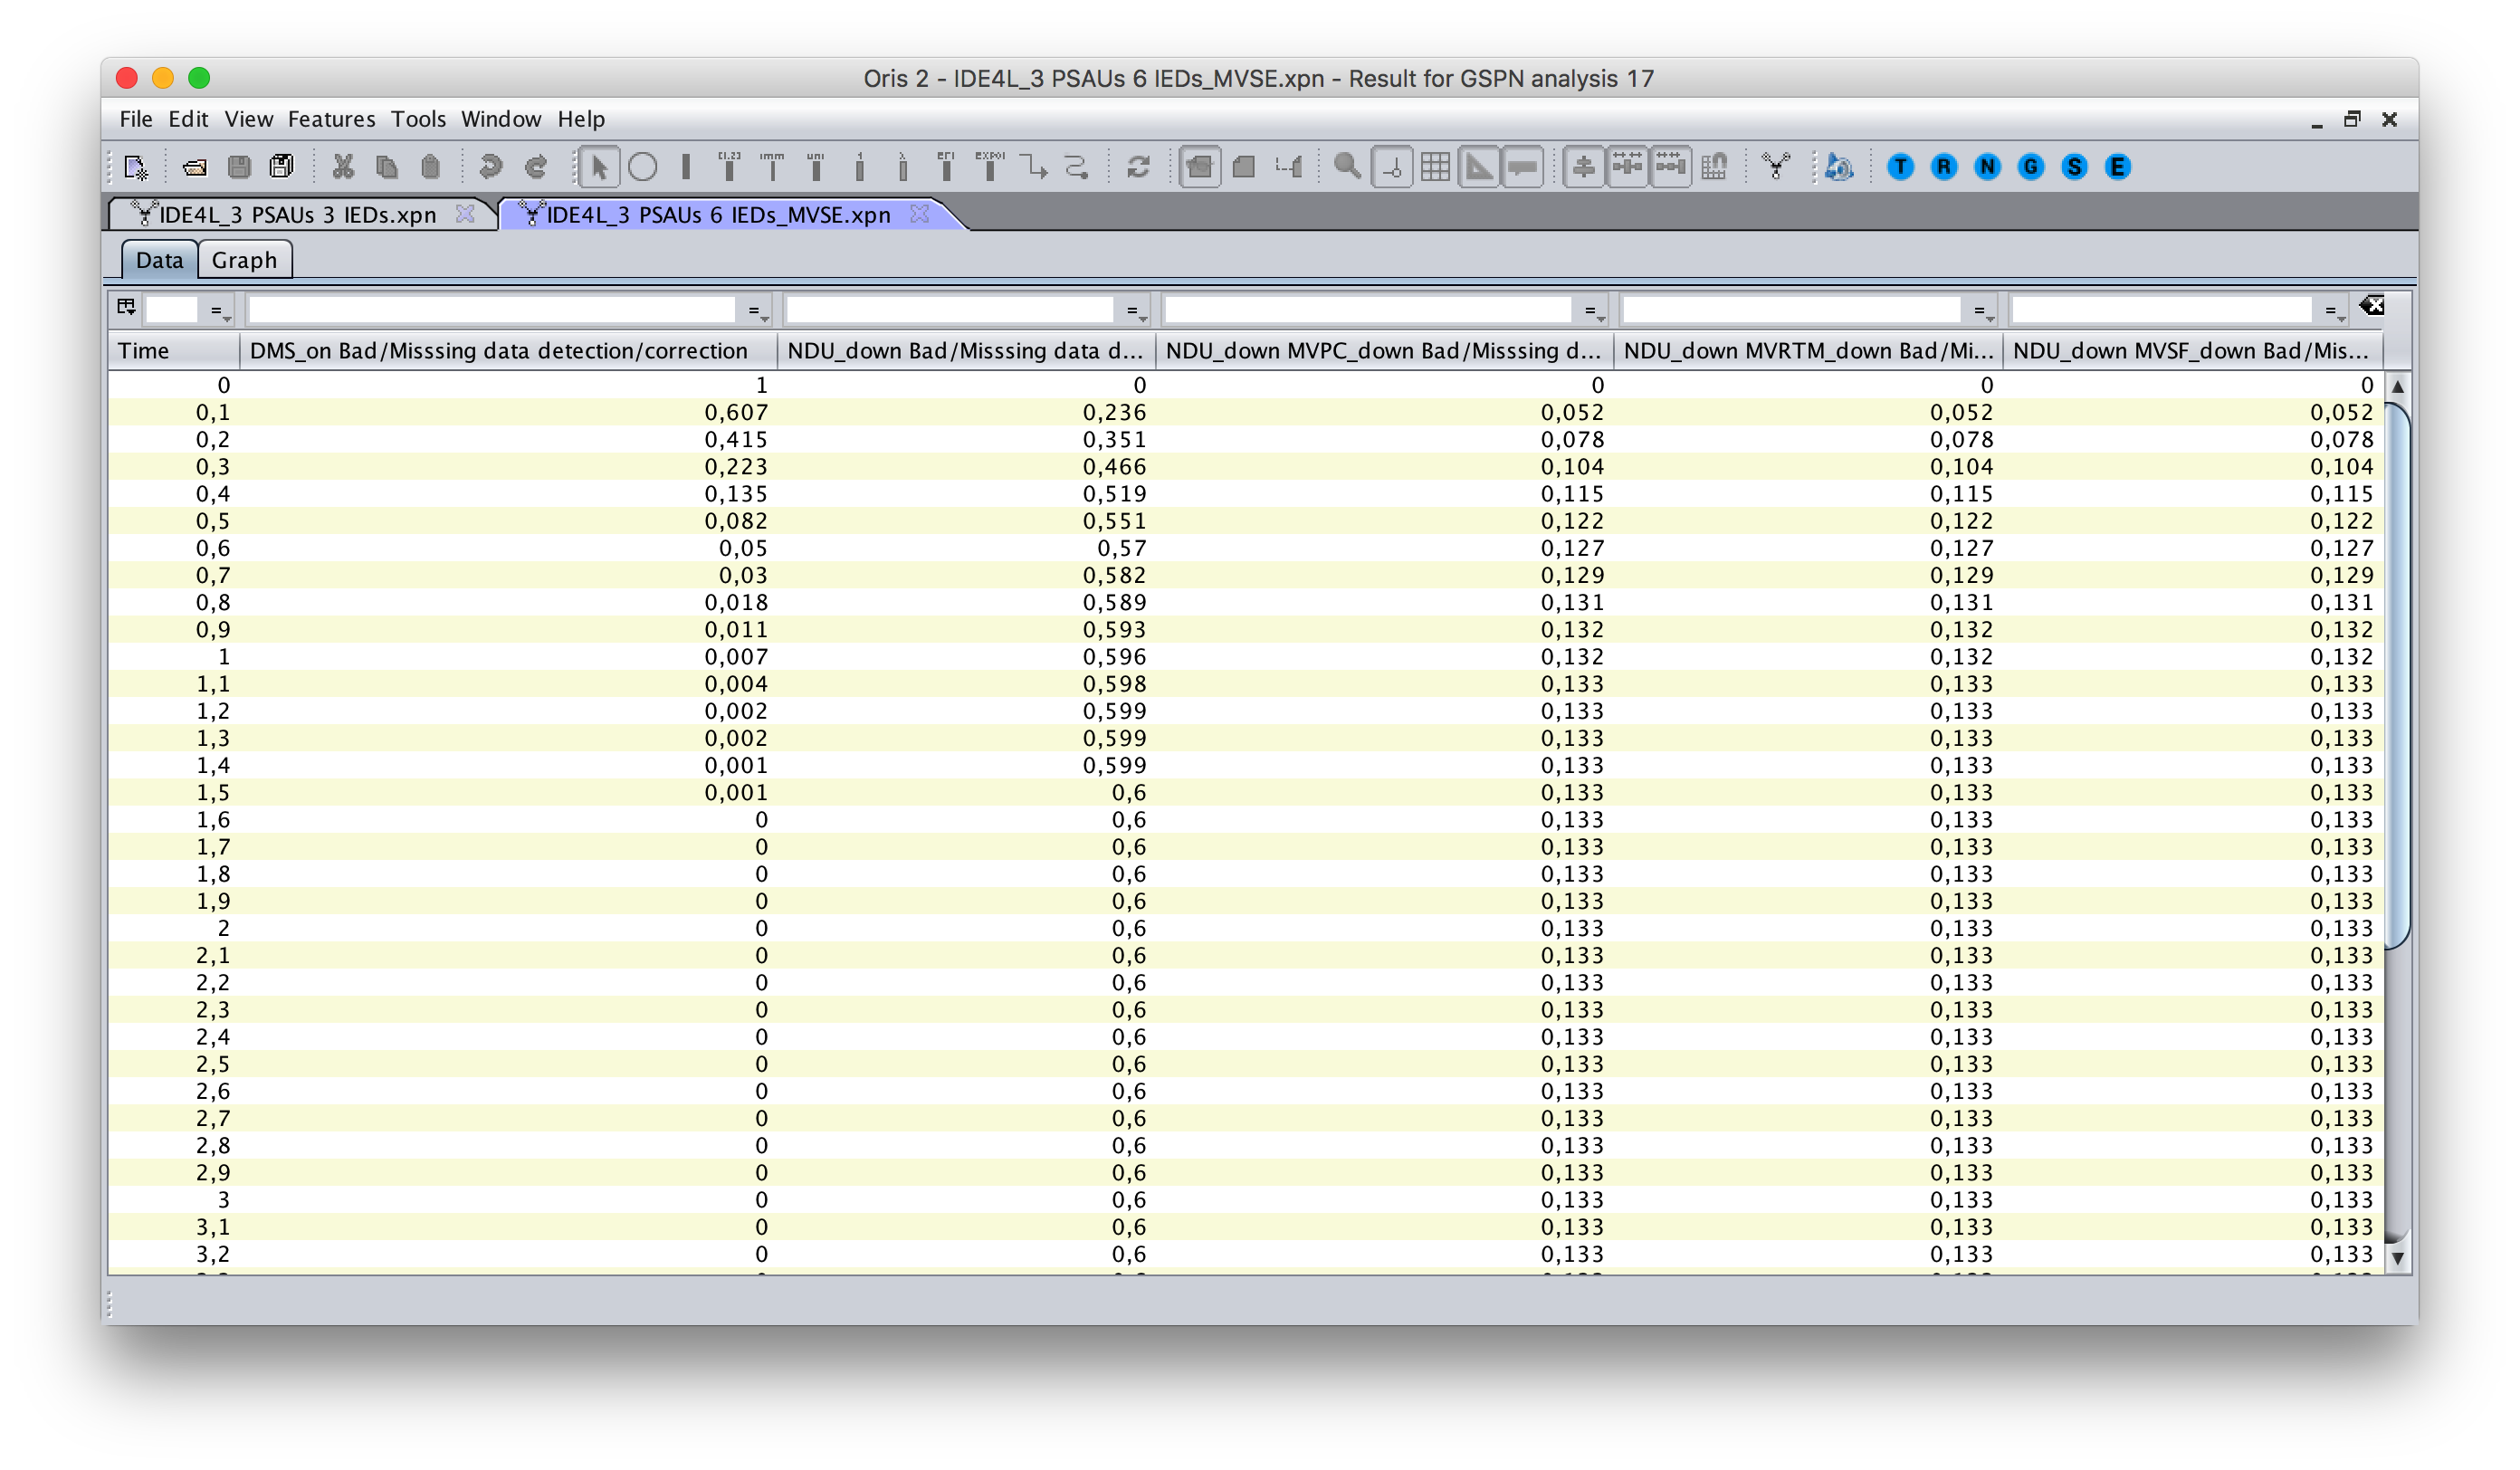 Oris 2 - IDE4L_3 PSAUs 6 IEDs_MVSE.xpn - Result for GSPN analysis 17
File Edit View Features Tools Window Help
[1,2] imm uni 1 λ EXPOl T R N G S E
IDE4L_3 PSAUs 3 IEDs.xpn IDE4L_3 PSAUs 6 IEDs_MVSE.xpn
Data Graph
= = = = = =
Time DMS_on Bad/Misssing data detection/correction NDU_down Bad/Misssing data d... NDU_down MVPC_down Bad/Misssing d... NDU_down MVRTM_down Bad/Mi... NDU_down MVSF_down Bad/Mis...
0 1 0 0 0 0
0,1 0,607 0,236 0,052 0,052 0,052
0,2 0,415 0,351 0,078 0,078 0,078
0,3 0,223 0,466 0,104 0,104 0,104
0,4 0,135 0,519 0,115 0,115 0,115
0,5 0,082 0,551 0,122 0,122 0,122
0,6 0,05 0,57 0,127 0,127 0,127
0,7 0,03 0,582 0,129 0,129 0,129
0,8 0,018 0,589 0,131 0,131 0,131
0,9 0,011 0,593 0,132 0,132 0,132
1 0,007 0,596 0,132 0,132 0,132
1,1 0,004 0,598 0,133 0,133 0,133
1,2 0,002 0,599 0,133 0,133 0,133
1,3 0,002 0,599 0,133 0,133 0,133
1,4 0,001 0,599 0,133 0,133 0,133
1,5 0,001 0,6 0,133 0,133 0,133
1,6 0 0,6 0,133 0,133 0,133
1,7 0 0,6 0,133 0,133 0,133
1,8 0 0,6 0,133 0,133 0,133
1,9 0 0,6 0,133 0,133 0,133
2 0 0,6 0,133 0,133 0,133
2,1 0 0,6 0,133 0,133 0,133
2,2 0 0,6 0,133 0,133 0,133
2,3 0 0,6 0,133 0,133 0,133
2,4 0 0,6 0,133 0,133 0,133
2,5 0 0,6 0,133 0,133 0,133
2,6 0 0,6 0,133 0,133 0,133
2,7 0 0,6 0,133 0,133 0,133
2,8 0 0,6 0,133 0,133 0,133
2,9 0 0,6 0,133 0,133 0,133
3 0 0,6 0,133 0,133 0,133
3,1 0 0,6 0,133 0,133 0,133
3,2 0 0,6 0,133 0,133 0,133